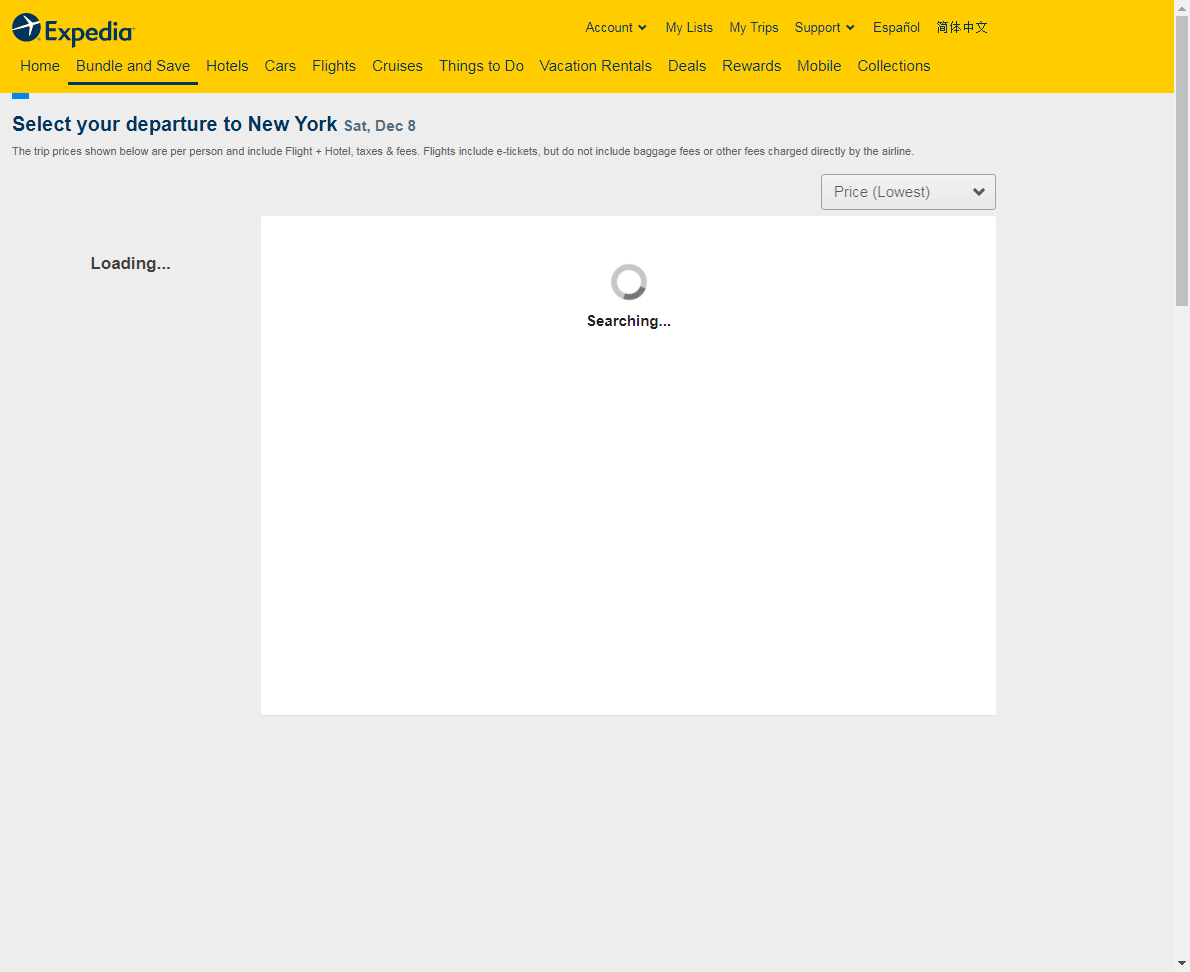 Expedia
Account My Lists My Trips Support Español 简体中文
Home Bundle and Save Hotels Cars Flights Cruises Things to Do Vacation Rentals Deals Rewards Mobile Collections
Select your departure to New York Sat, Dec 8
The trip prices shown below are per person and include Flight + Hotel, taxes & fees. Flights include e-tickets, but do not include baggage fees or other fees charged directly by the airline.
Price (Lowest)
Loading...
Searching...